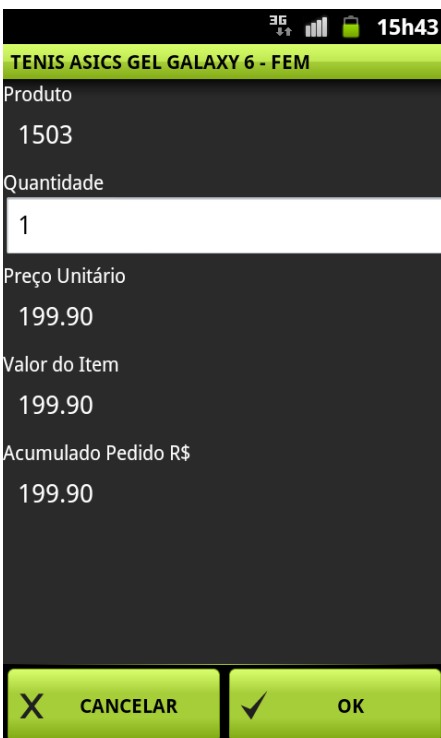 3G 15h43
TENIS ASICS GEL GALAXY 6 - FEM
Produto
1503
Quantidade
1
Preço Unitário
199.90
Valor do Item
199.90
Acumulado Pedido R$
199.90
X CANCELAR OK